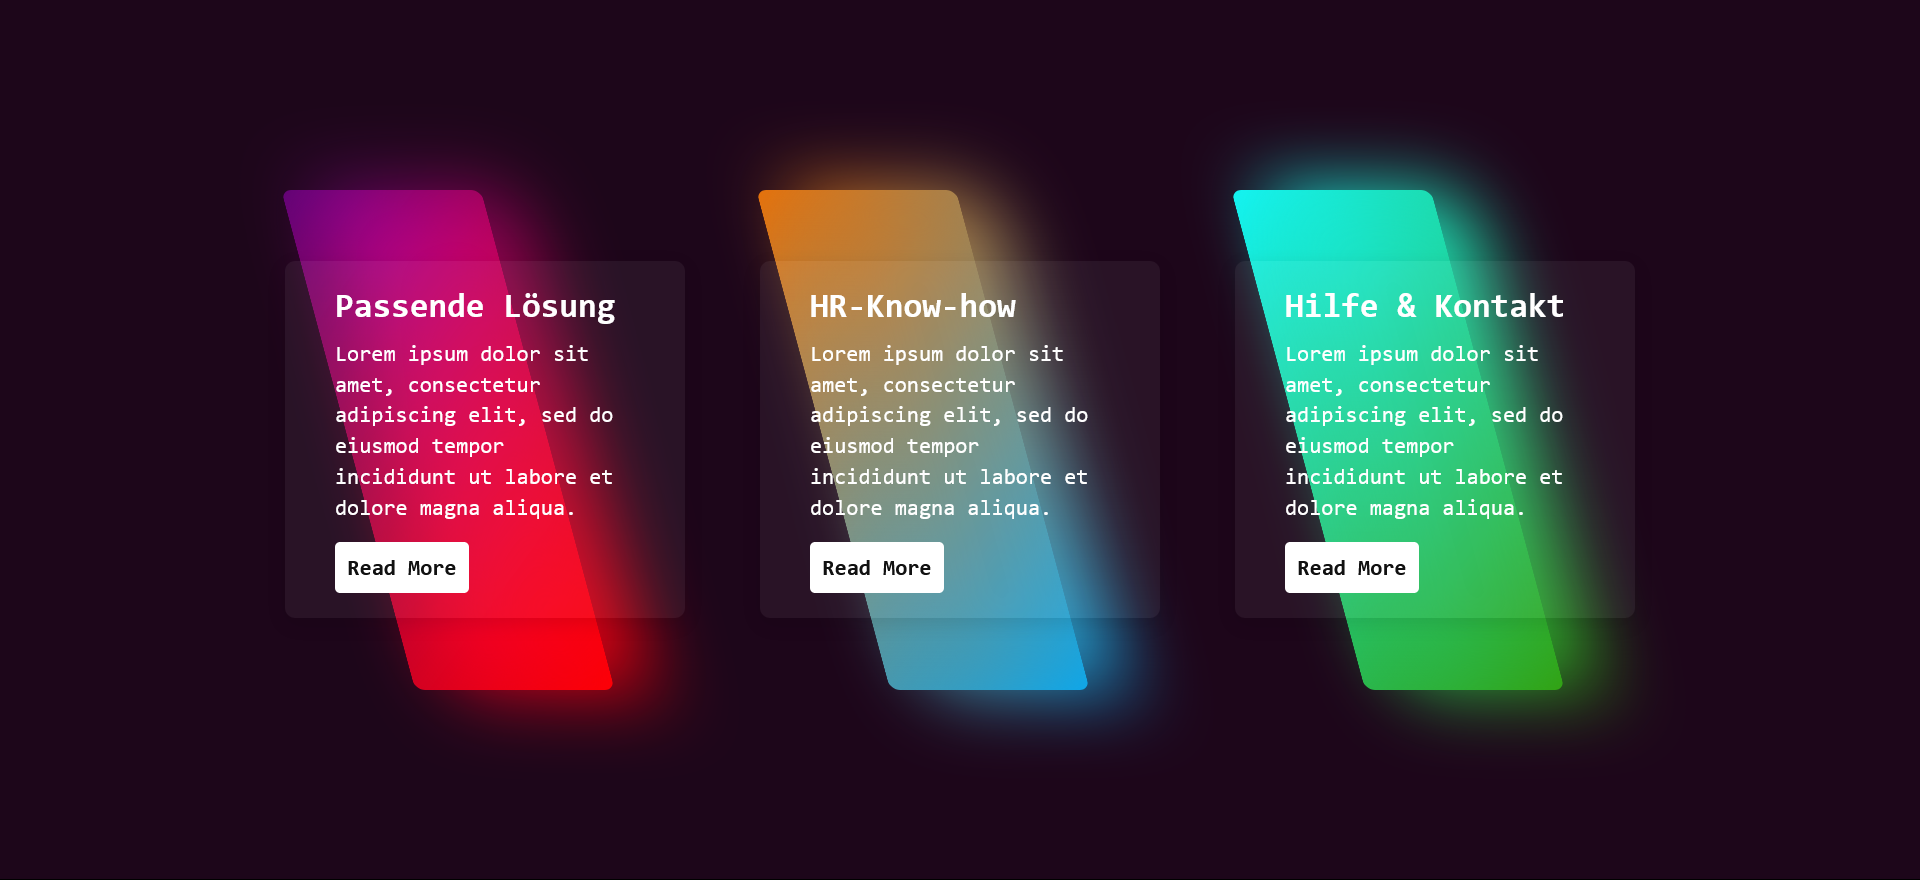 Passende Lösung
Lorem ipsum dolor sit
amet, consectetur
adipiscing elit, sed do
eiusmod tempor
incididunt ut labore et
dolore magna aliqua.
Read More
HR-Know-how
Lorem ipsum dolor sit
amet, consectetur
adipiscing elit, sed do
eiusmod tempor
incididunt ut labore et
dolore magna aliqua.
Read More
Hilfe & Kontakt
Lorem ipsum dolor sit
amet, consectetur
adipiscing elit, sed do
eiusmod tempor
incididunt ut labore et
dolore magna aliqua.
Read More